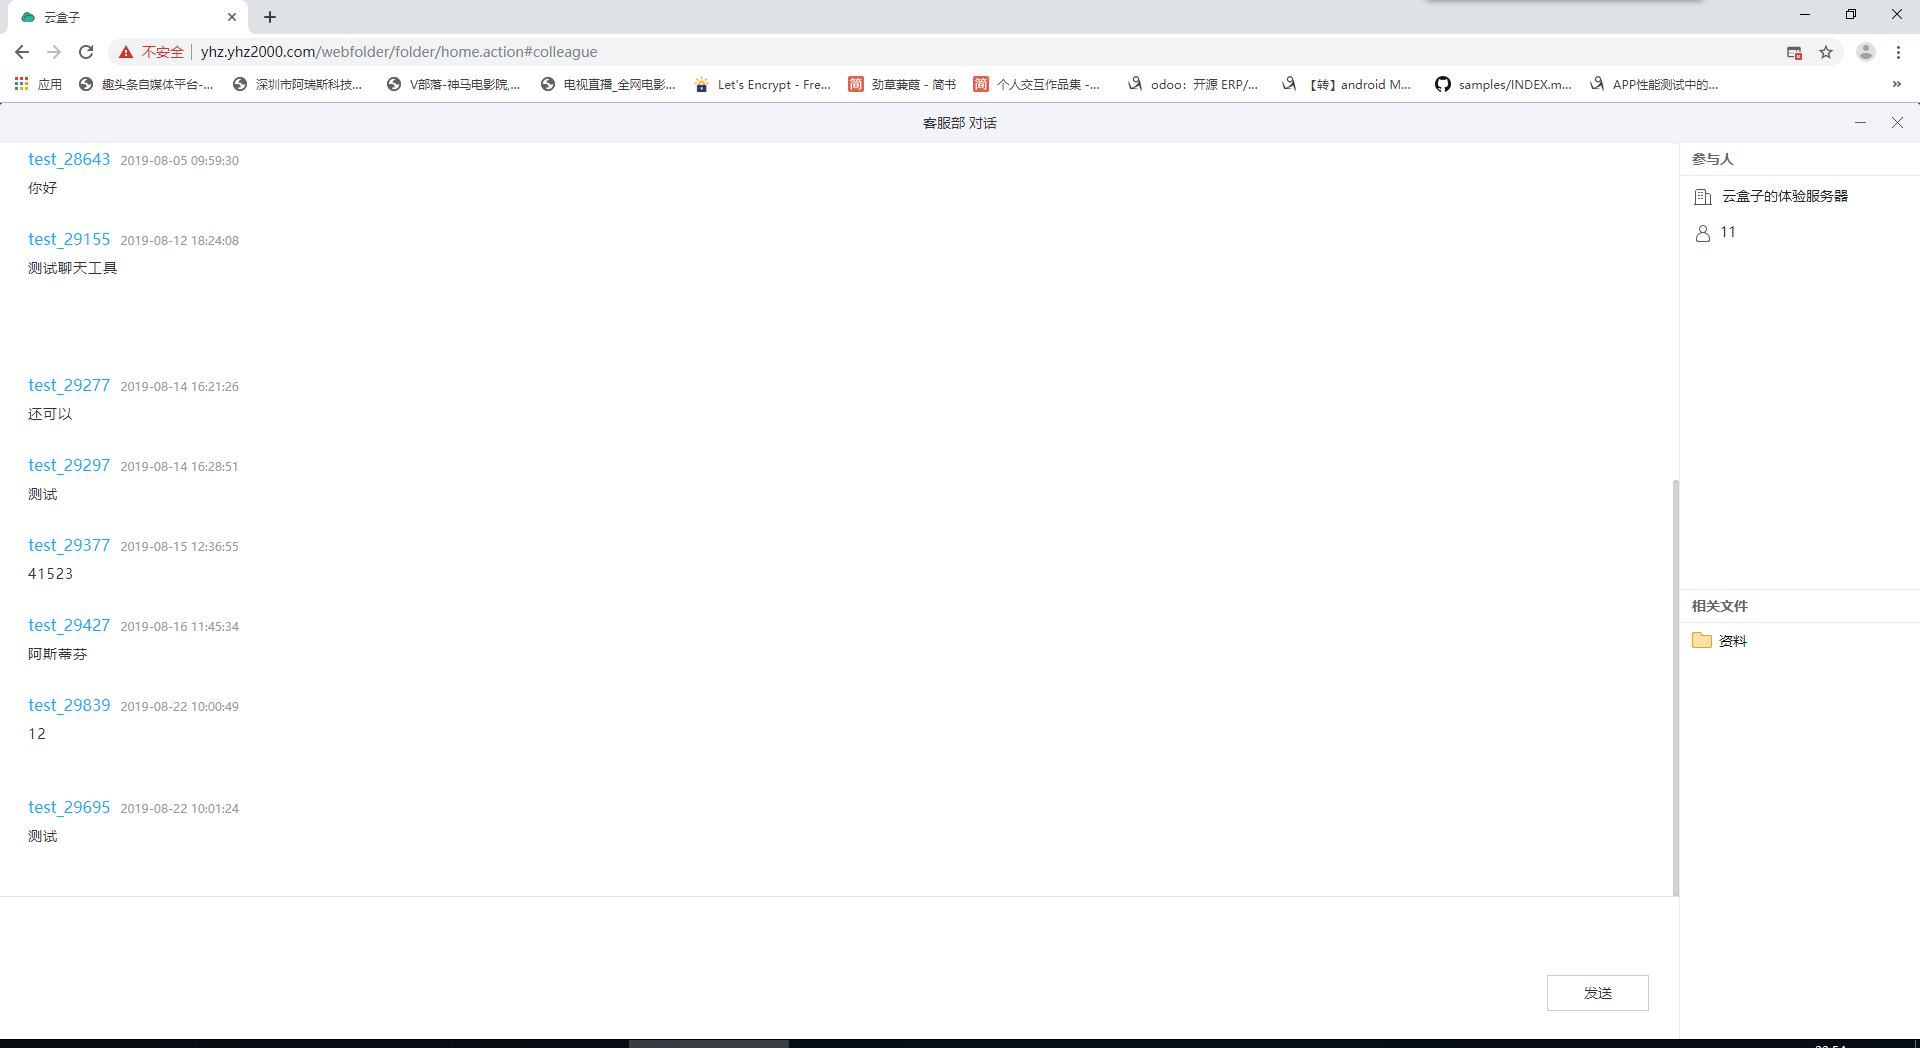 云盒子
不安全 yhz.yhz2000.com/webfolder/folder/home.action#colleague
应用 趣头条自媒体平台-... 深圳市阿瑞斯科技... V部落-神马电影院,... 电视直播_全网电影... Let's Encrypt - Fre... 简 劲草蒹葭 - 简书 简 个人交互作品集 -... odoo：开源 ERP/... 【转】android M... samples/INDEX.m... APP性能测试中的... »
客服部 对话
test_28643 2019-08-05 09:59:30
你好
test_29155 2019-08-12 18:24:08
测试聊天工具
test_29277 2019-08-14 16:21:26
还可以
test_29297 2019-08-14 16:28:51
测试
test_29377 2019-08-15 12:36:55
41523
test_29427 2019-08-16 11:45:34
阿斯蒂芬
test_29839 2019-08-22 10:00:49
12
test_29695 2019-08-22 10:01:24
测试
发送
参与人
云盒子的体验服务器
11
相关文件
资料